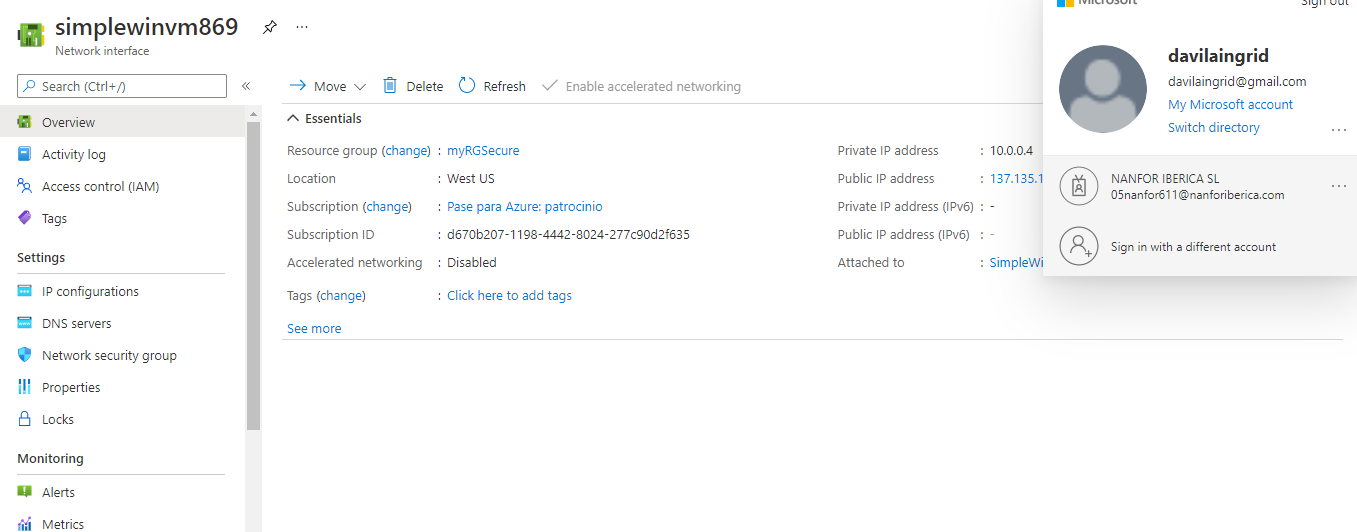 simplewinvm869
Network interface
Search (Ctrl+/)
Overview
Activity log
Access control (IAM)
Tags
Settings
IP configurations
DNS servers
Network security group
Properties
Locks
Monitoring
Alerts
Metrics
Move
Delete
Refresh
Enable accelerated networking
Essentials
Resource group (change) : myRGSecure
Location : West US
Subscription (change) : Pase para Azure: patrocinio
Subscription ID : d670b207-1198-4442-8024-277c90d2f635
Accelerated networking : Disabled
Tags (change) : Click here to add tags
See more
Private IP address : 10.0.0.4
Public IP address : 137.135.1
Private IP address (IPv6) : -
Public IP address (IPv6) : -
Attached to : SimpleWi
Microsoft
Sign out
davilaingrid
davilaingrid@gmail.com
My Microsoft account
Switch directory
NANFOR IBERICA SL
05nanfor611@nanforiberica.com
Sign in with a different account